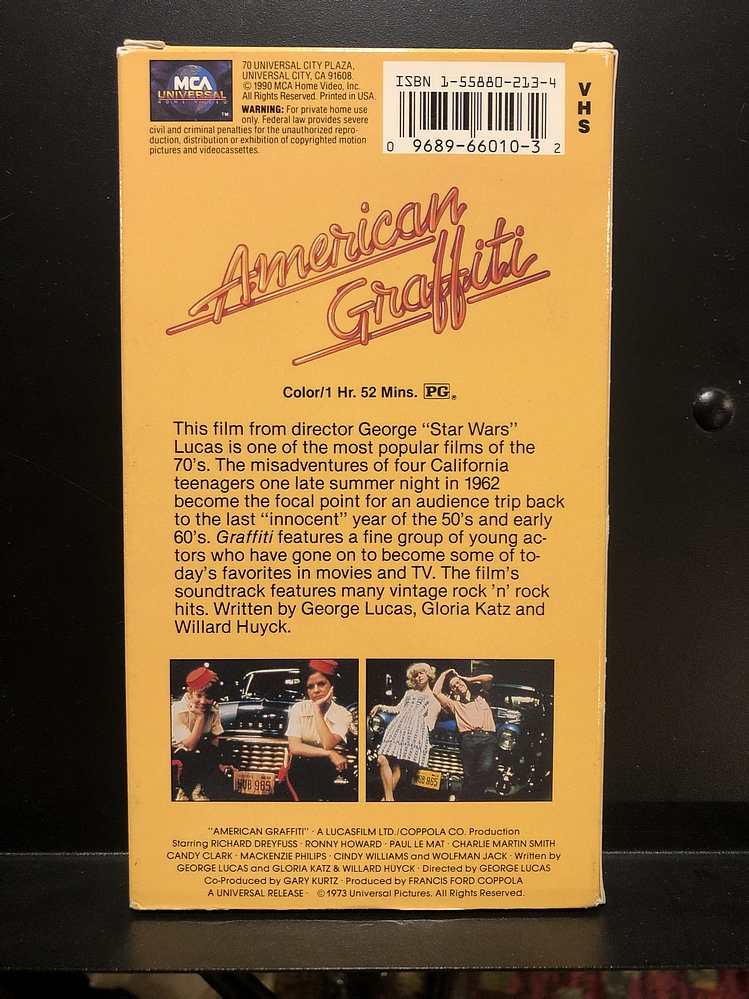 MCA
UNIVERSAL
HOME VIDEO
TM
70 UNIVERSAL CITY PLAZA,
UNIVERSAL CITY, CA 91608.
© 1990 MCA Home Video, Inc.
All Rights Reserved. Printed in USA.
WARNING: For private home use
only. Federal law provides severe
civil and criminal penalties for the unauthorized repro-
duction, distribution or exhibition of copyrighted motion
pictures and videocassettes.
ISBN 1-55880-213-4
0 9689-66010-3 2
VHS
American
Graffiti
Color/1 Hr. 52 Mins. PG®
This film from director George “Star Wars”
Lucas is one of the most popular films of the
70’s. The misadventures of four California
teenagers one late summer night in 1962
become the focal point for an audience trip back
to the last “innocent” year of the 50’s and early
60’s. Graffiti features a fine group of young ac-
tors who have gone on to become some of to-
day’s favorites in movies and TV. The film’s
soundtrack features many vintage rock ’n’ rock
hits. Written by George Lucas, Gloria Katz and
Willard Huyck.
"AMERICAN GRAFFITI" · A LUCASFILM LTD./COPPOLA CO. Production
Starring RICHARD DREYFUSS · RONNY HOWARD · PAUL LE MAT · CHARLIE MARTIN SMITH
CANDY CLARK · MACKENZIE PHILIPS · CINDY WILLIAMS and WOLFMAN JACK · Written by
GEORGE LUCAS and GLORIA KATZ & WILLARD HUYCK · Directed by GEORGE LUCAS
Co-Produced by GARY KURTZ · Produced by FRANCIS FORD COPPOLA
A UNIVERSAL RELEASE · ©1973 Universal Pictures. All Rights Reserved.